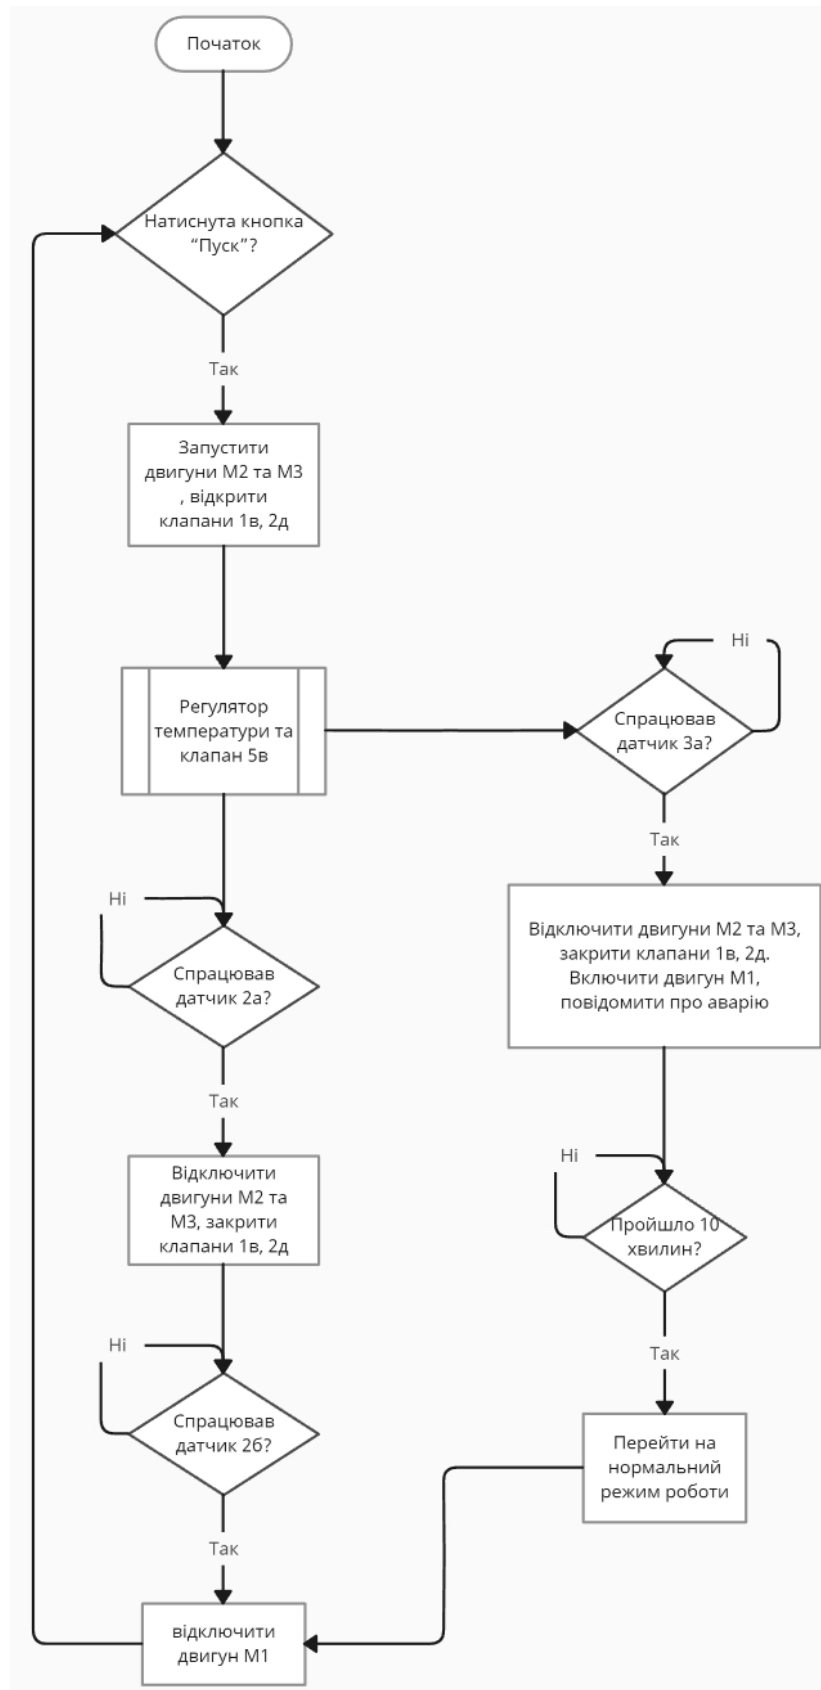 Початок
Натиснута кнопка
“Пуск”?
Так
Запустити
двигуни М2 та М3
, відкрити
клапани 1в, 2д
Регулятор
температури та
клапан 5в
Ні
Спрацював
датчик 3а?
Так
Відключити двигуни М2 та М3,
закрити клапани 1в, 2д.
Включити двигун М1,
повідомити про аварію
Ні
Спрацював
датчик 2а?
Так
Відключити
двигуни М2 та
М3, закрити
клапани 1в, 2д
Ні
Пройшло 10
хвилин?
Так
Ні
Спрацював
датчик 2б?
Так
Перейти на
нормальний
режим роботи
відключити
двигун М1